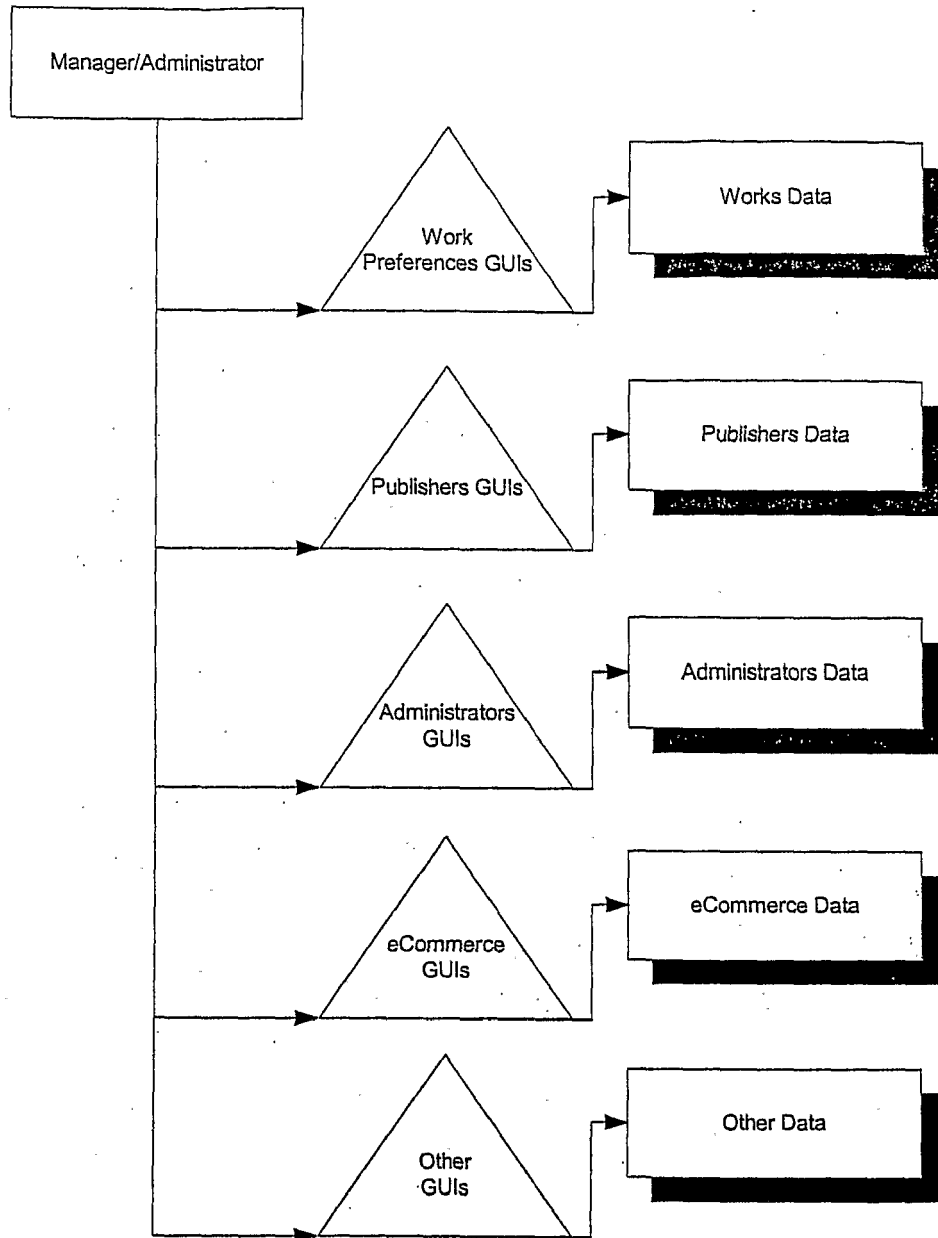 Manager/Administrator
Work
Preferences GUIs
Works Data
Publishers GUIs
Publishers Data
Administrators
GUIs
Administrators Data
eCommerce
GUIs
eCommerce Data
Other
GUIs
Other Data